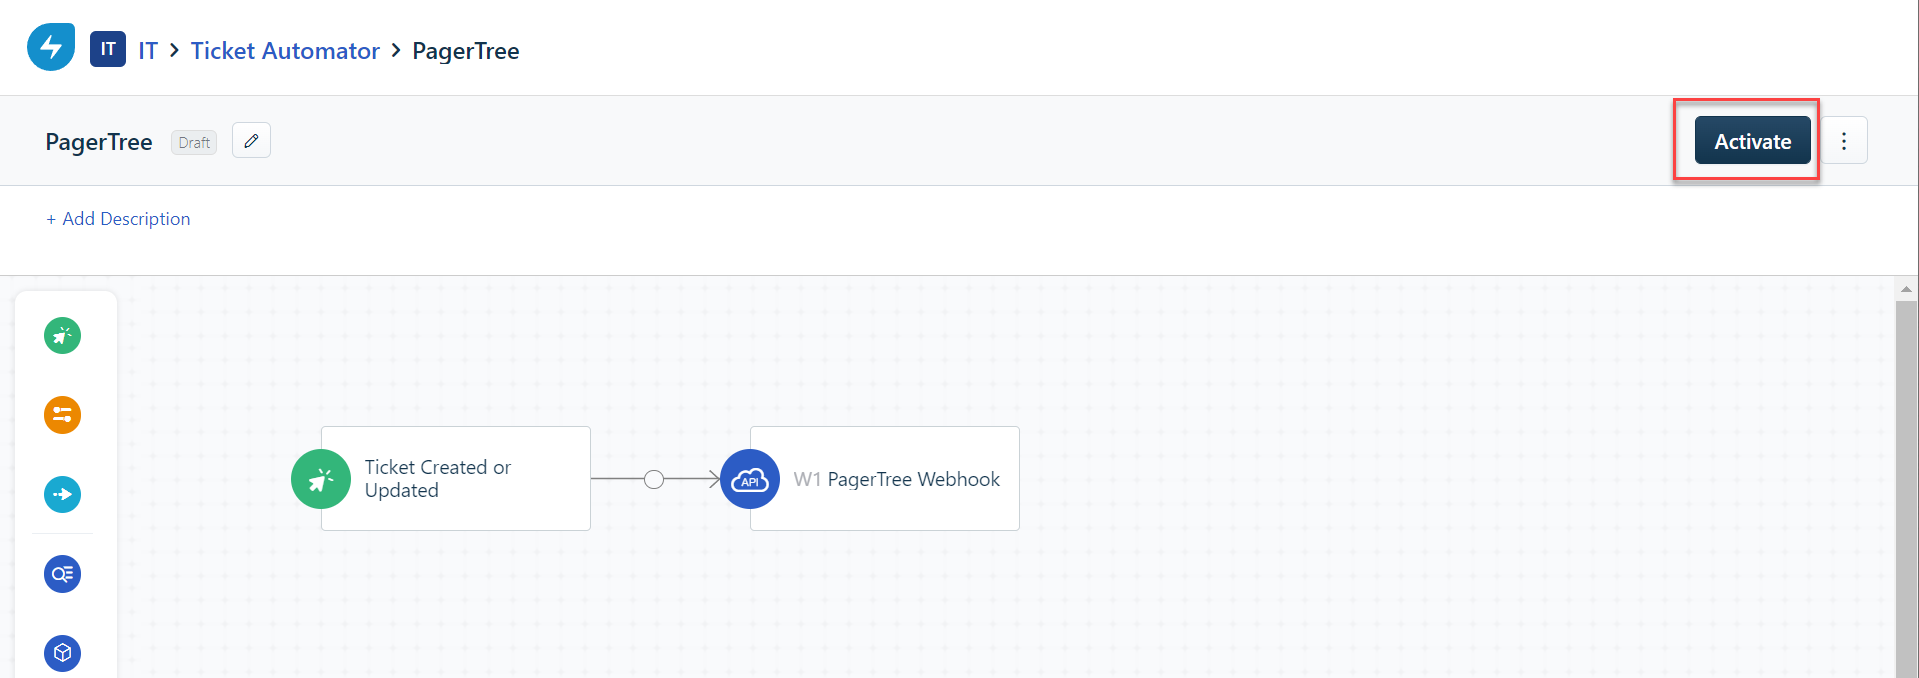 IT IT > Ticket Automator > PagerTree
PagerTree Draft Activate
+ Add Description
Ticket Created or
Updated
API W1 PagerTree Webhook